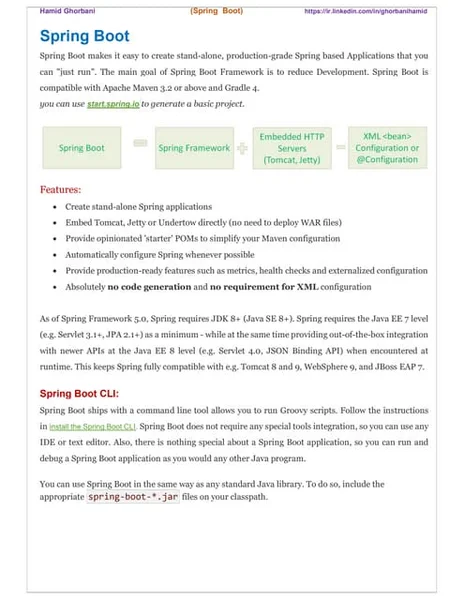 Hamid Ghorbani (Spring Boot) https://ir.linkedin.com/in/ghorbanihamid
Spring Boot
Spring Boot makes it easy to create stand-alone, production-grade Spring based Applications that you
can "just run". The main goal of Spring Boot Framework is to reduce Development. Spring Boot is
compatible with Apache Maven 3.2 or above and Gradle 4.
you can use start.spring.io to generate a basic project.
Spring Boot = Spring Framework + Embedded HTTP Servers (Tomcat, Jetty) - XML <bean> Configuration or @Configuration
Features:
• Create stand-alone Spring applications
• Embed Tomcat, Jetty or Undertow directly (no need to deploy WAR files)
• Provide opinionated 'starter' POMs to simplify your Maven configuration
• Automatically configure Spring whenever possible
• Provide production-ready features such as metrics, health checks and externalized configuration
• Absolutely no code generation and no requirement for XML configuration
As of Spring Framework 5.0, Spring requires JDK 8+ (Java SE 8+). Spring requires the Java EE 7 level
(e.g. Servlet 3.1+, JPA 2.1+) as a minimum - while at the same time providing out-of-the-box integration
with newer APIs at the Java EE 8 level (e.g. Servlet 4.0, JSON Binding API) when encountered at
runtime. This keeps Spring fully compatible with e.g. Tomcat 8 and 9, WebSphere 9, and JBoss EAP 7.
Spring Boot CLI:
Spring Boot ships with a command line tool allows you to run Groovy scripts. Follow the instructions
in install the Spring Boot CLI. Spring Boot does not require any special tools integration, so you can use any
IDE or text editor. Also, there is nothing special about a Spring Boot application, so you can run and
debug a Spring Boot application as you would any other Java program.
You can use Spring Boot in the same way as any standard Java library. To do so, include the
appropriate spring-boot-*.jar files on your classpath.